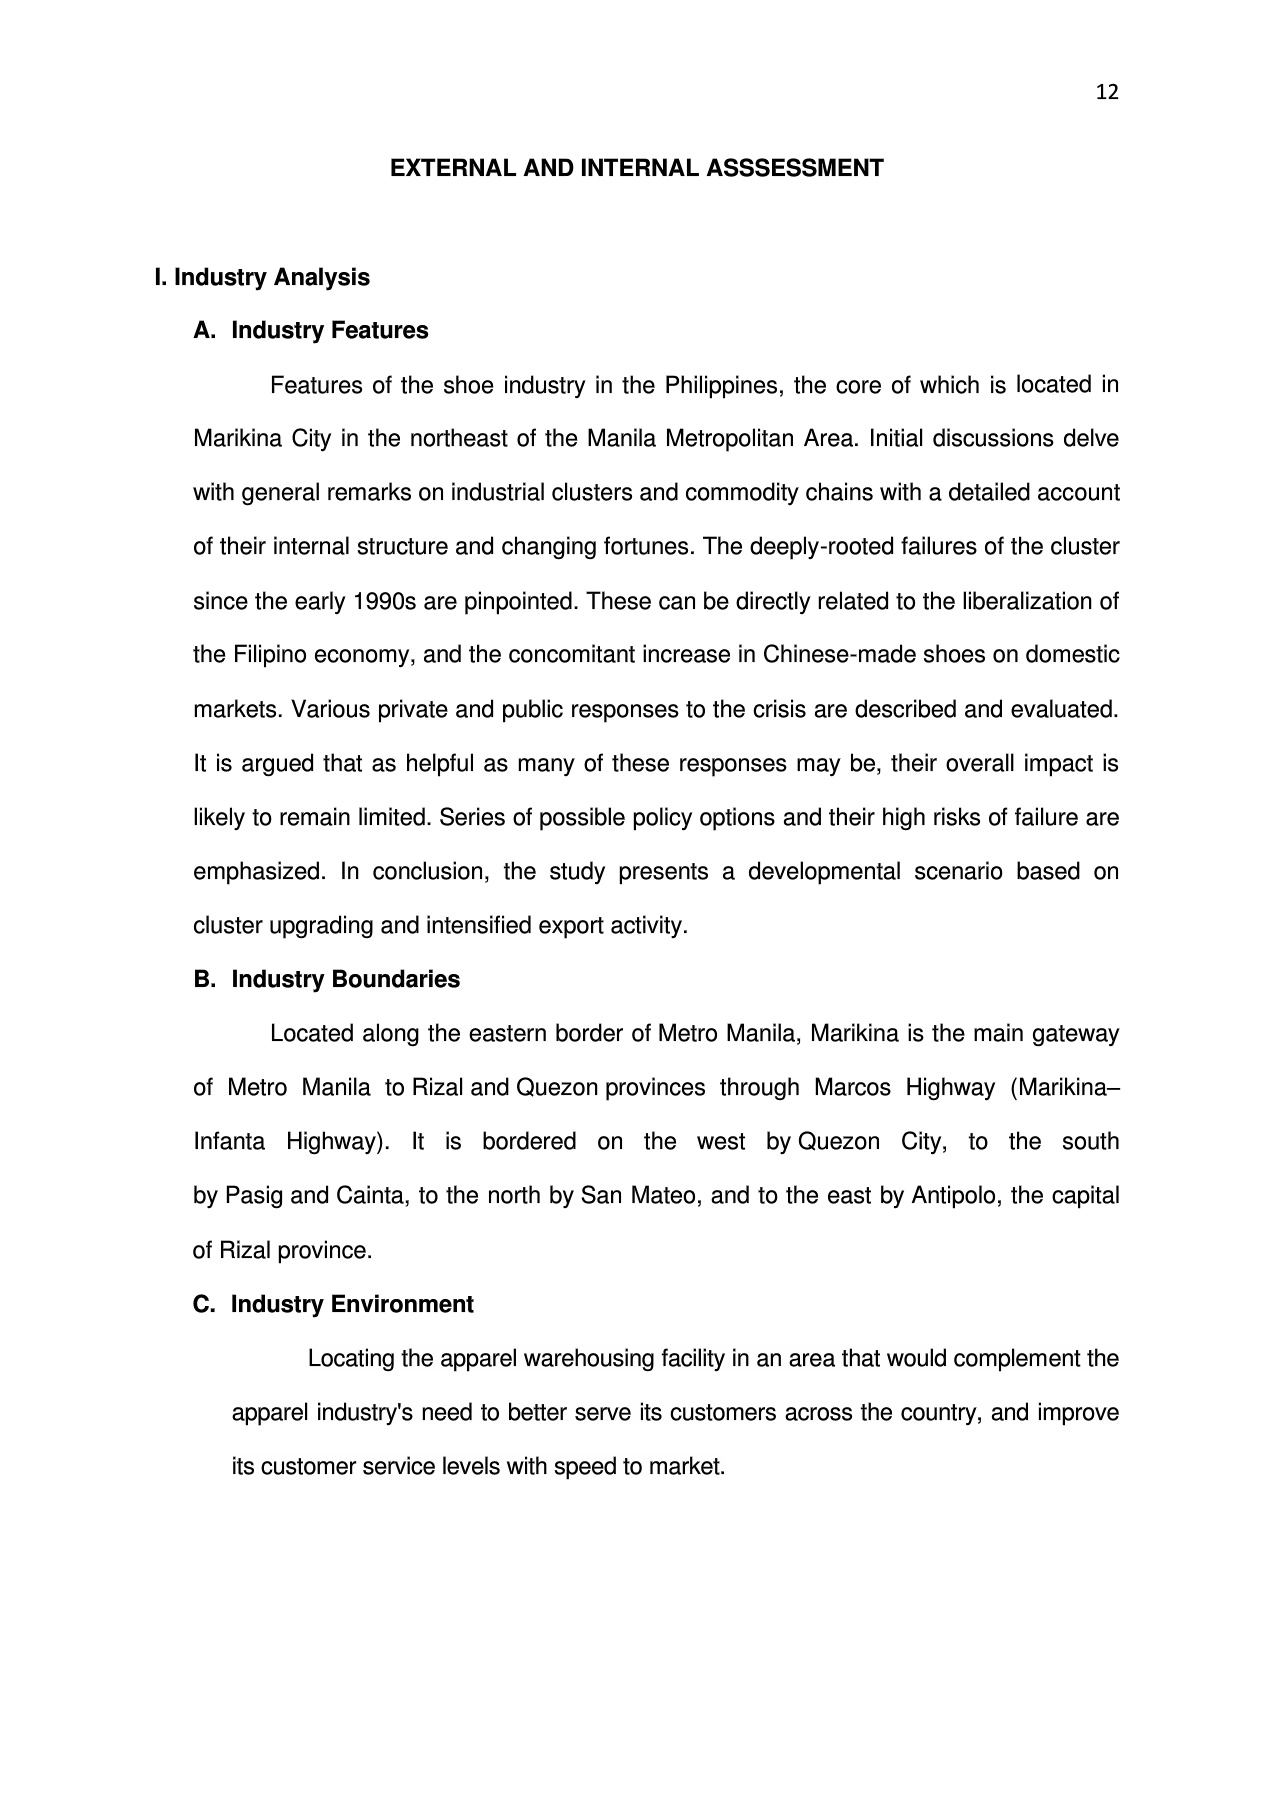 12
EXTERNAL AND INTERNAL ASSSESSMENT
I. Industry Analysis
A. Industry Features
Features of the shoe industry in the Philippines, the core of which is located in
Marikina City in the northeast of the Manila Metropolitan Area. Initial discussions delve
with general remarks on industrial clusters and commodity chains with a detailed account
of their internal structure and changing fortunes. The deeply-rooted failures of the cluster
since the early 1990s are pinpointed. These can be directly related to the liberalization of
the Filipino economy, and the concomitant increase in Chinese-made shoes on domestic
markets. Various private and public responses to the crisis are described and evaluated.
It is argued that as helpful as many of these responses may be, their overall impact is
likely to remain limited. Series of possible policy options and their high risks of failure are
emphasized. In conclusion, the study presents a developmental scenario based on
cluster upgrading and intensified export activity.
B. Industry Boundaries
Located along the eastern border of Metro Manila, Marikina is the main gateway
of Metro Manila to Rizal and Quezon provinces through Marcos Highway (Marikina–
Infanta Highway). It is bordered on the west by Quezon City, to the south
by Pasig and Cainta, to the north by San Mateo, and to the east by Antipolo, the capital
of Rizal province.
C. Industry Environment
Locating the apparel warehousing facility in an area that would complement the
apparel industry's need to better serve its customers across the country, and improve
its customer service levels with speed to market.